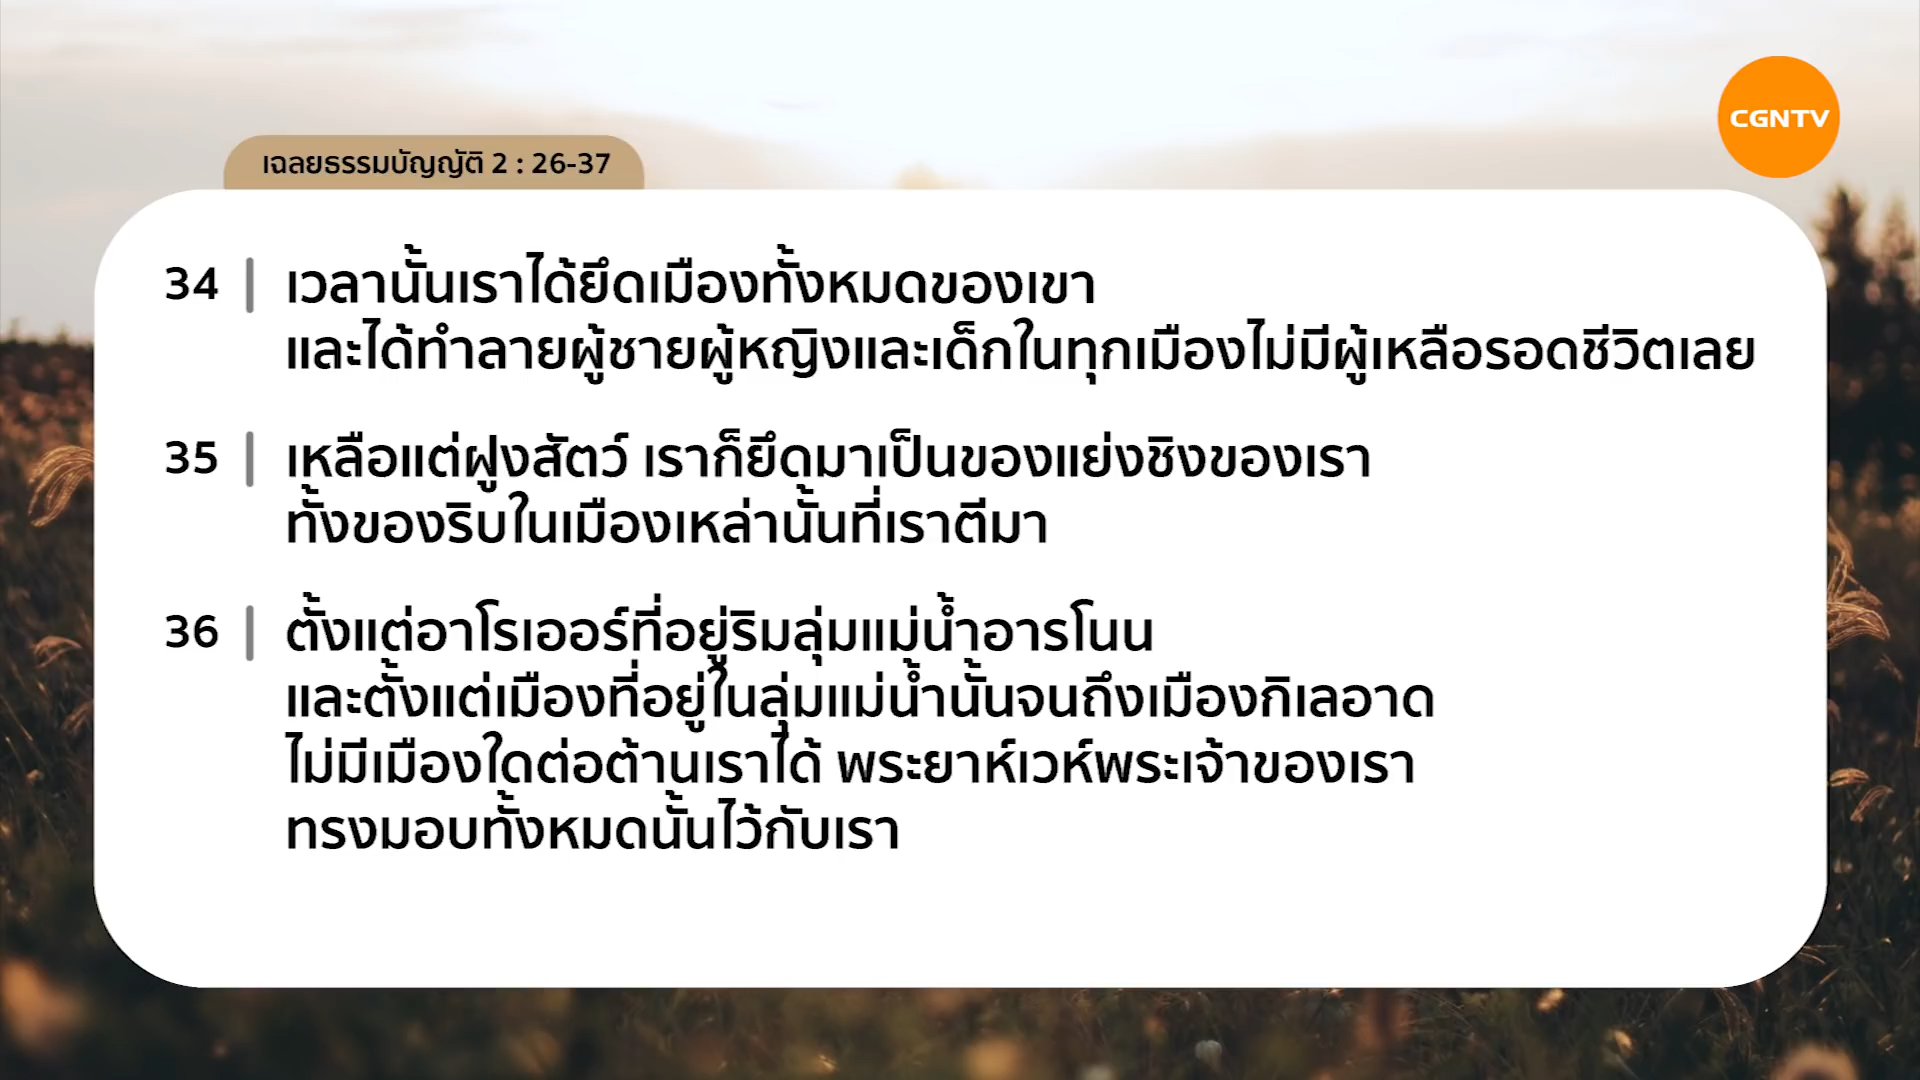 CGNTV
เฉลยธรรมบัญญัติ 2 : 26-37
34 | เวลานั้นเราได้ยึดเมืองทั้งหมดของเขา
และได้ทำลายผู้ชายผู้หญิงและเด็กในทุกเมืองไม่มีผู้เหลือรอดชีวิตเลย
35 | เหลือแต่ฝูงสัตว์ เราก็ยึดมาเป็นของแย่งชิงของเรา
ทั้งของริบในเมืองเหล่านั้นที่เราตีมา
36 | ตั้งแต่อาโรเออร์ที่อยู่ริมลุ่มแม่น้ำอารโนน
และตั้งแต่เมืองที่อยู่ในลุ่มแม่น้ำนั้นจนถึงเมืองกิเลอาด
ไม่มีเมืองใดต่อต้านเราได้ พระยาห์เวห์พระเจ้าของเรา
ทรงมอบทั้งหมดนั้นไว้กับเรา